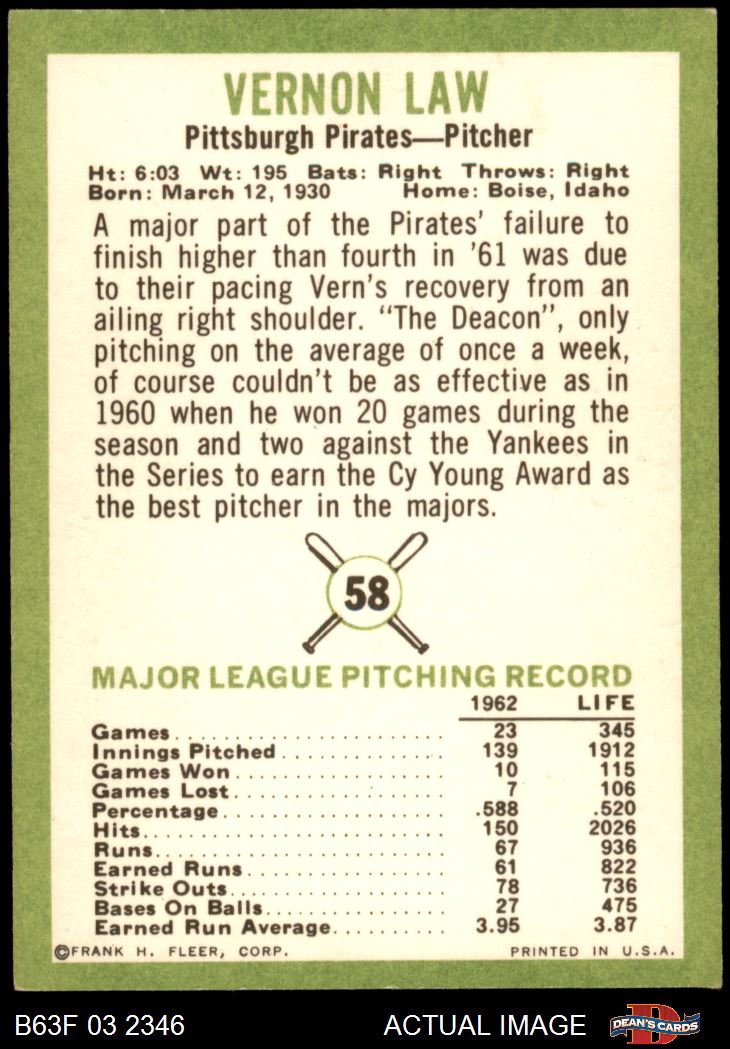 VERNON LAW
Pittsburgh Pirates—Pitcher
Ht: 6:03 Wt: 195 Bats: Right Throws: Right
Born: March 12, 1930 Home: Boise, Idaho
A major part of the Pirates' failure to
finish higher than fourth in '61 was due
to their pacing Vern's recovery from an
ailing right shoulder. "The Deacon", only
pitching on the average of once a week,
of course couldn't be as effective as in
1960 when he won 20 games during the
season and two against the Yankees in
the Series to earn the Cy Young Award as
the best pitcher in the majors.
58
MAJOR LEAGUE PITCHING RECORD
1962 LIFE
Games 23 345
Innings Pitched 139 1912
Games Won 10 115
Games Lost 7 106
Percentage .588 .520
Hits 150 2026
Runs 67 936
Earned Runs 61 822
Strike Outs 78 736
Bases On Balls 27 475
Earned Run Average 3.95 3.87
©FRANK H. FLEER, CORP. PRINTED IN U.S.A.
B63F 03 2346 ACTUAL IMAGE DEAN'S CARDS